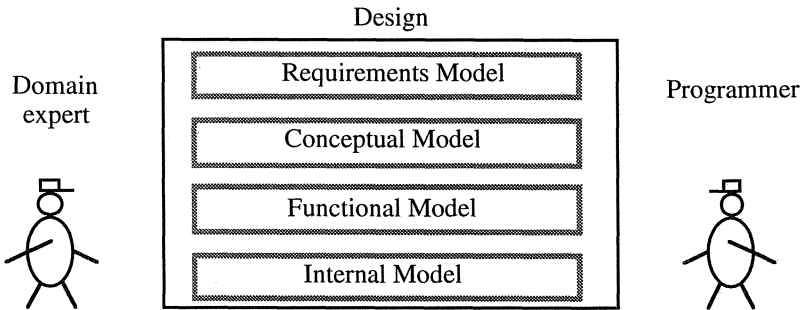 Design
Domain
expert
Requirements Model
Conceptual Model
Functional Model
Internal Model
Programmer